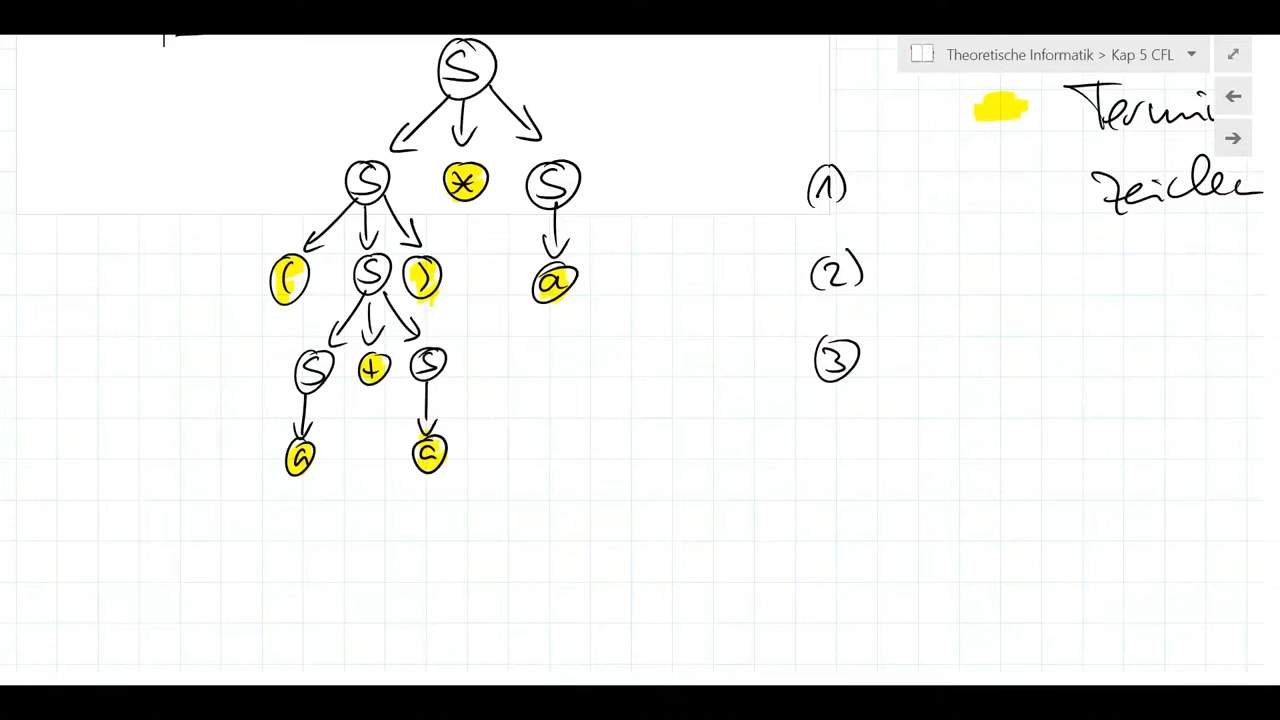 Theoretische Informatik > Kap 5 CFL
S
Termi
S * S
(1)
zeichen
( S ) a
(2)
S + S
(3)
a a